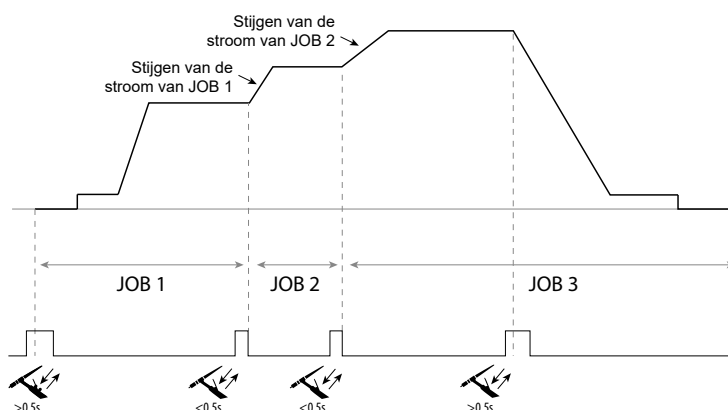 Stijgen van de
stroom van JOB 2
Stijgen van de
stroom van JOB 1
JOB 1
JOB 2
JOB 3
>0.5s
<0.5s
<0.5s
>0.5s